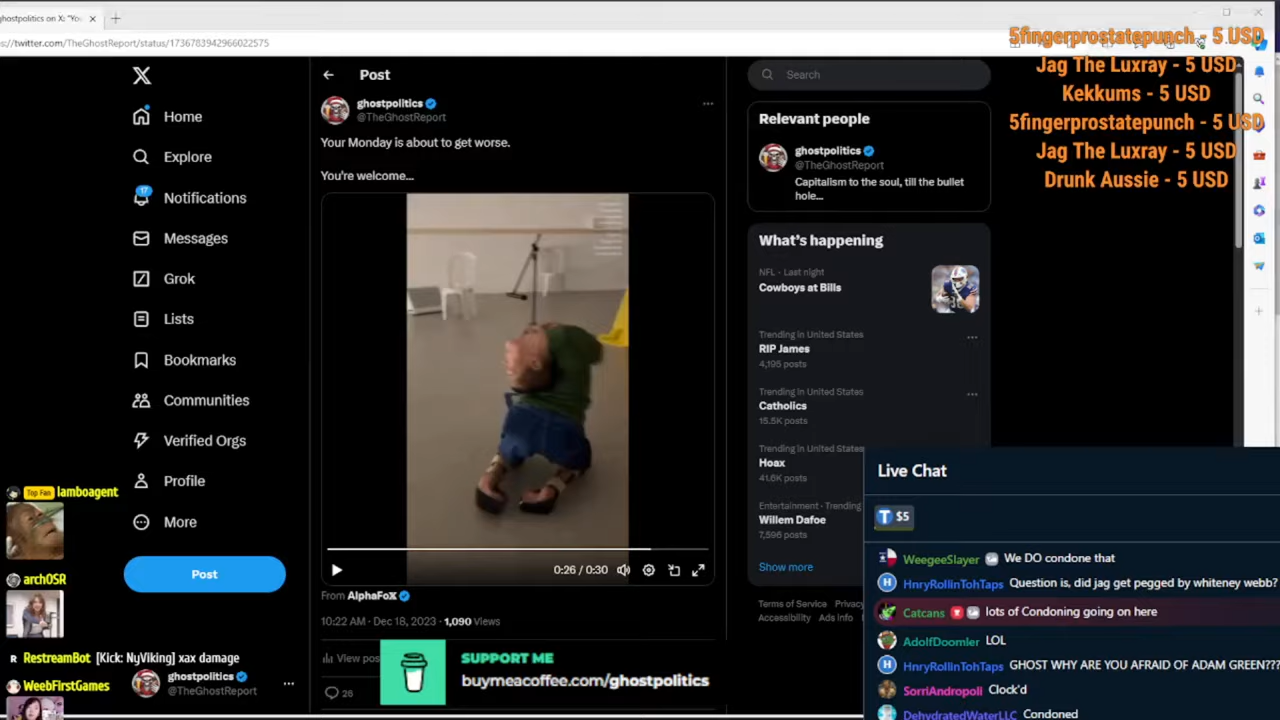 ghostpolitics on X: "You
s://twitter.com/TheGhostReport/status/1736783942966022575
5fingerprostatepunch - 5 USD
Jag The Luxray - 5 USD
Kekkums - 5 USD
5fingerprostatepunch - 5 USD
Jag The Luxray - 5 USD
Drunk Aussie - 5 USD
Home
Explore
17
Notifications
Messages
Grok
Lists
Bookmarks
Communities
Verified Orgs
Profile
More
Post
ghostpolitics
@TheGhostReport
Post
ghostpolitics
@TheGhostReport
Your Monday is about to get worse.
You're welcome...
0:26 / 0:30
From AlphaFoX
10:22 AM · Dec 18, 2023 · 1,090 Views
View pos
26
SUPPORT ME
buymeacoffee.com/ghostpolitics
Search
Relevant people
ghostpolitics
@TheGhostReport
Capitalism to the soul, till the bullet
hole...
What's happening
NFL · Last night
Cowboys at Bills
Trending in United States
RIP James
4,195 posts
Trending in United States
Catholics
15.5K posts
Trending in United States
Hoax
41.6K posts
Entertainment · Trending
Willem Dafoe
7,596 posts
Show more
Terms of Service Privacy
Accessibility Ads info
Top Fan lamboagent
archOSR
R RestreamBot [Kick: NyViking] xax damage
WeebFirstGames
Live Chat
T $5
WeegeeSlayer We DO condone that
H HnryRollinTohTaps Question is, did jag get pegged by whiteney webb?
Catcans lots of Condoning going on here
AdolfDoomler LOL
H HnryRollinTohTaps GHOST WHY ARE YOU AFRAID OF ADAM GREEN???
SorriAndropoli Clock'd
DehydratedWaterLLC Condoned